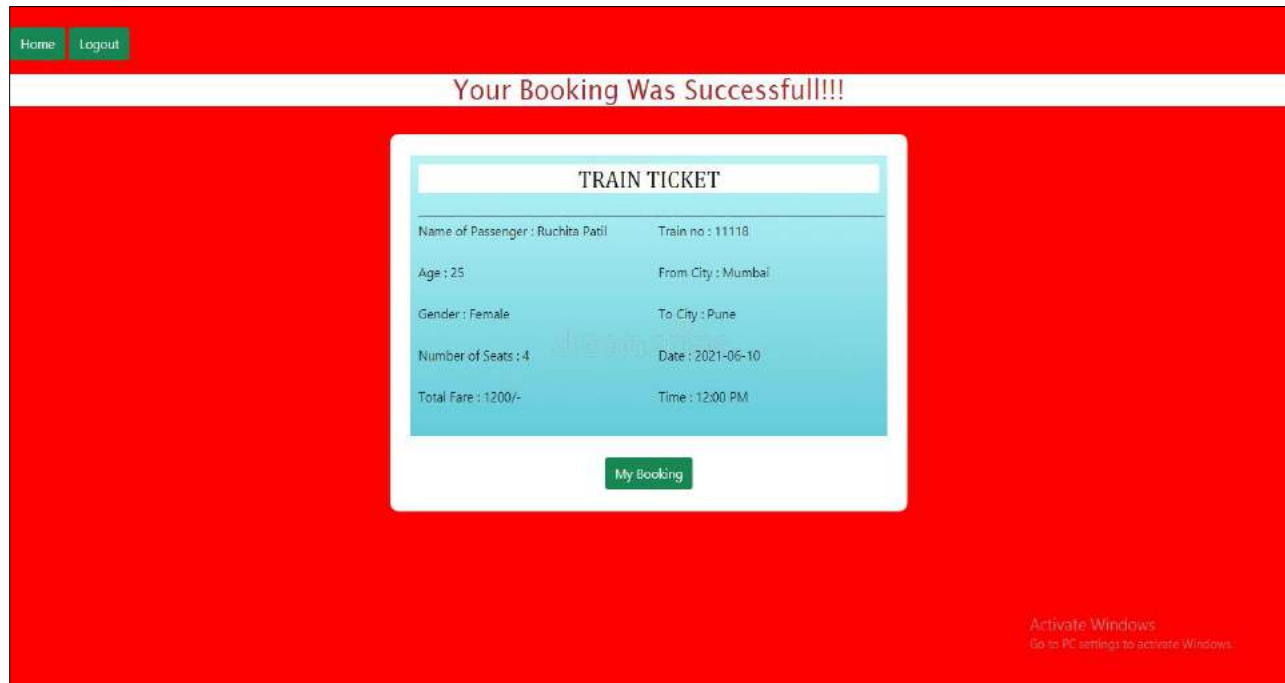 Home Logout
Your Booking Was Successfull!!!
TRAIN TICKET
Name of Passenger : Ruchita Patil Train no : 11118
Age : 25 From City : Mumbai
Gender : Female To City : Pune
Number of Seats : 4 Date : 2021-06-10
Total Fare : 1200/- Time : 12:00 PM
My Booking
Activate Windows
Go to PC settings to activate Windows.